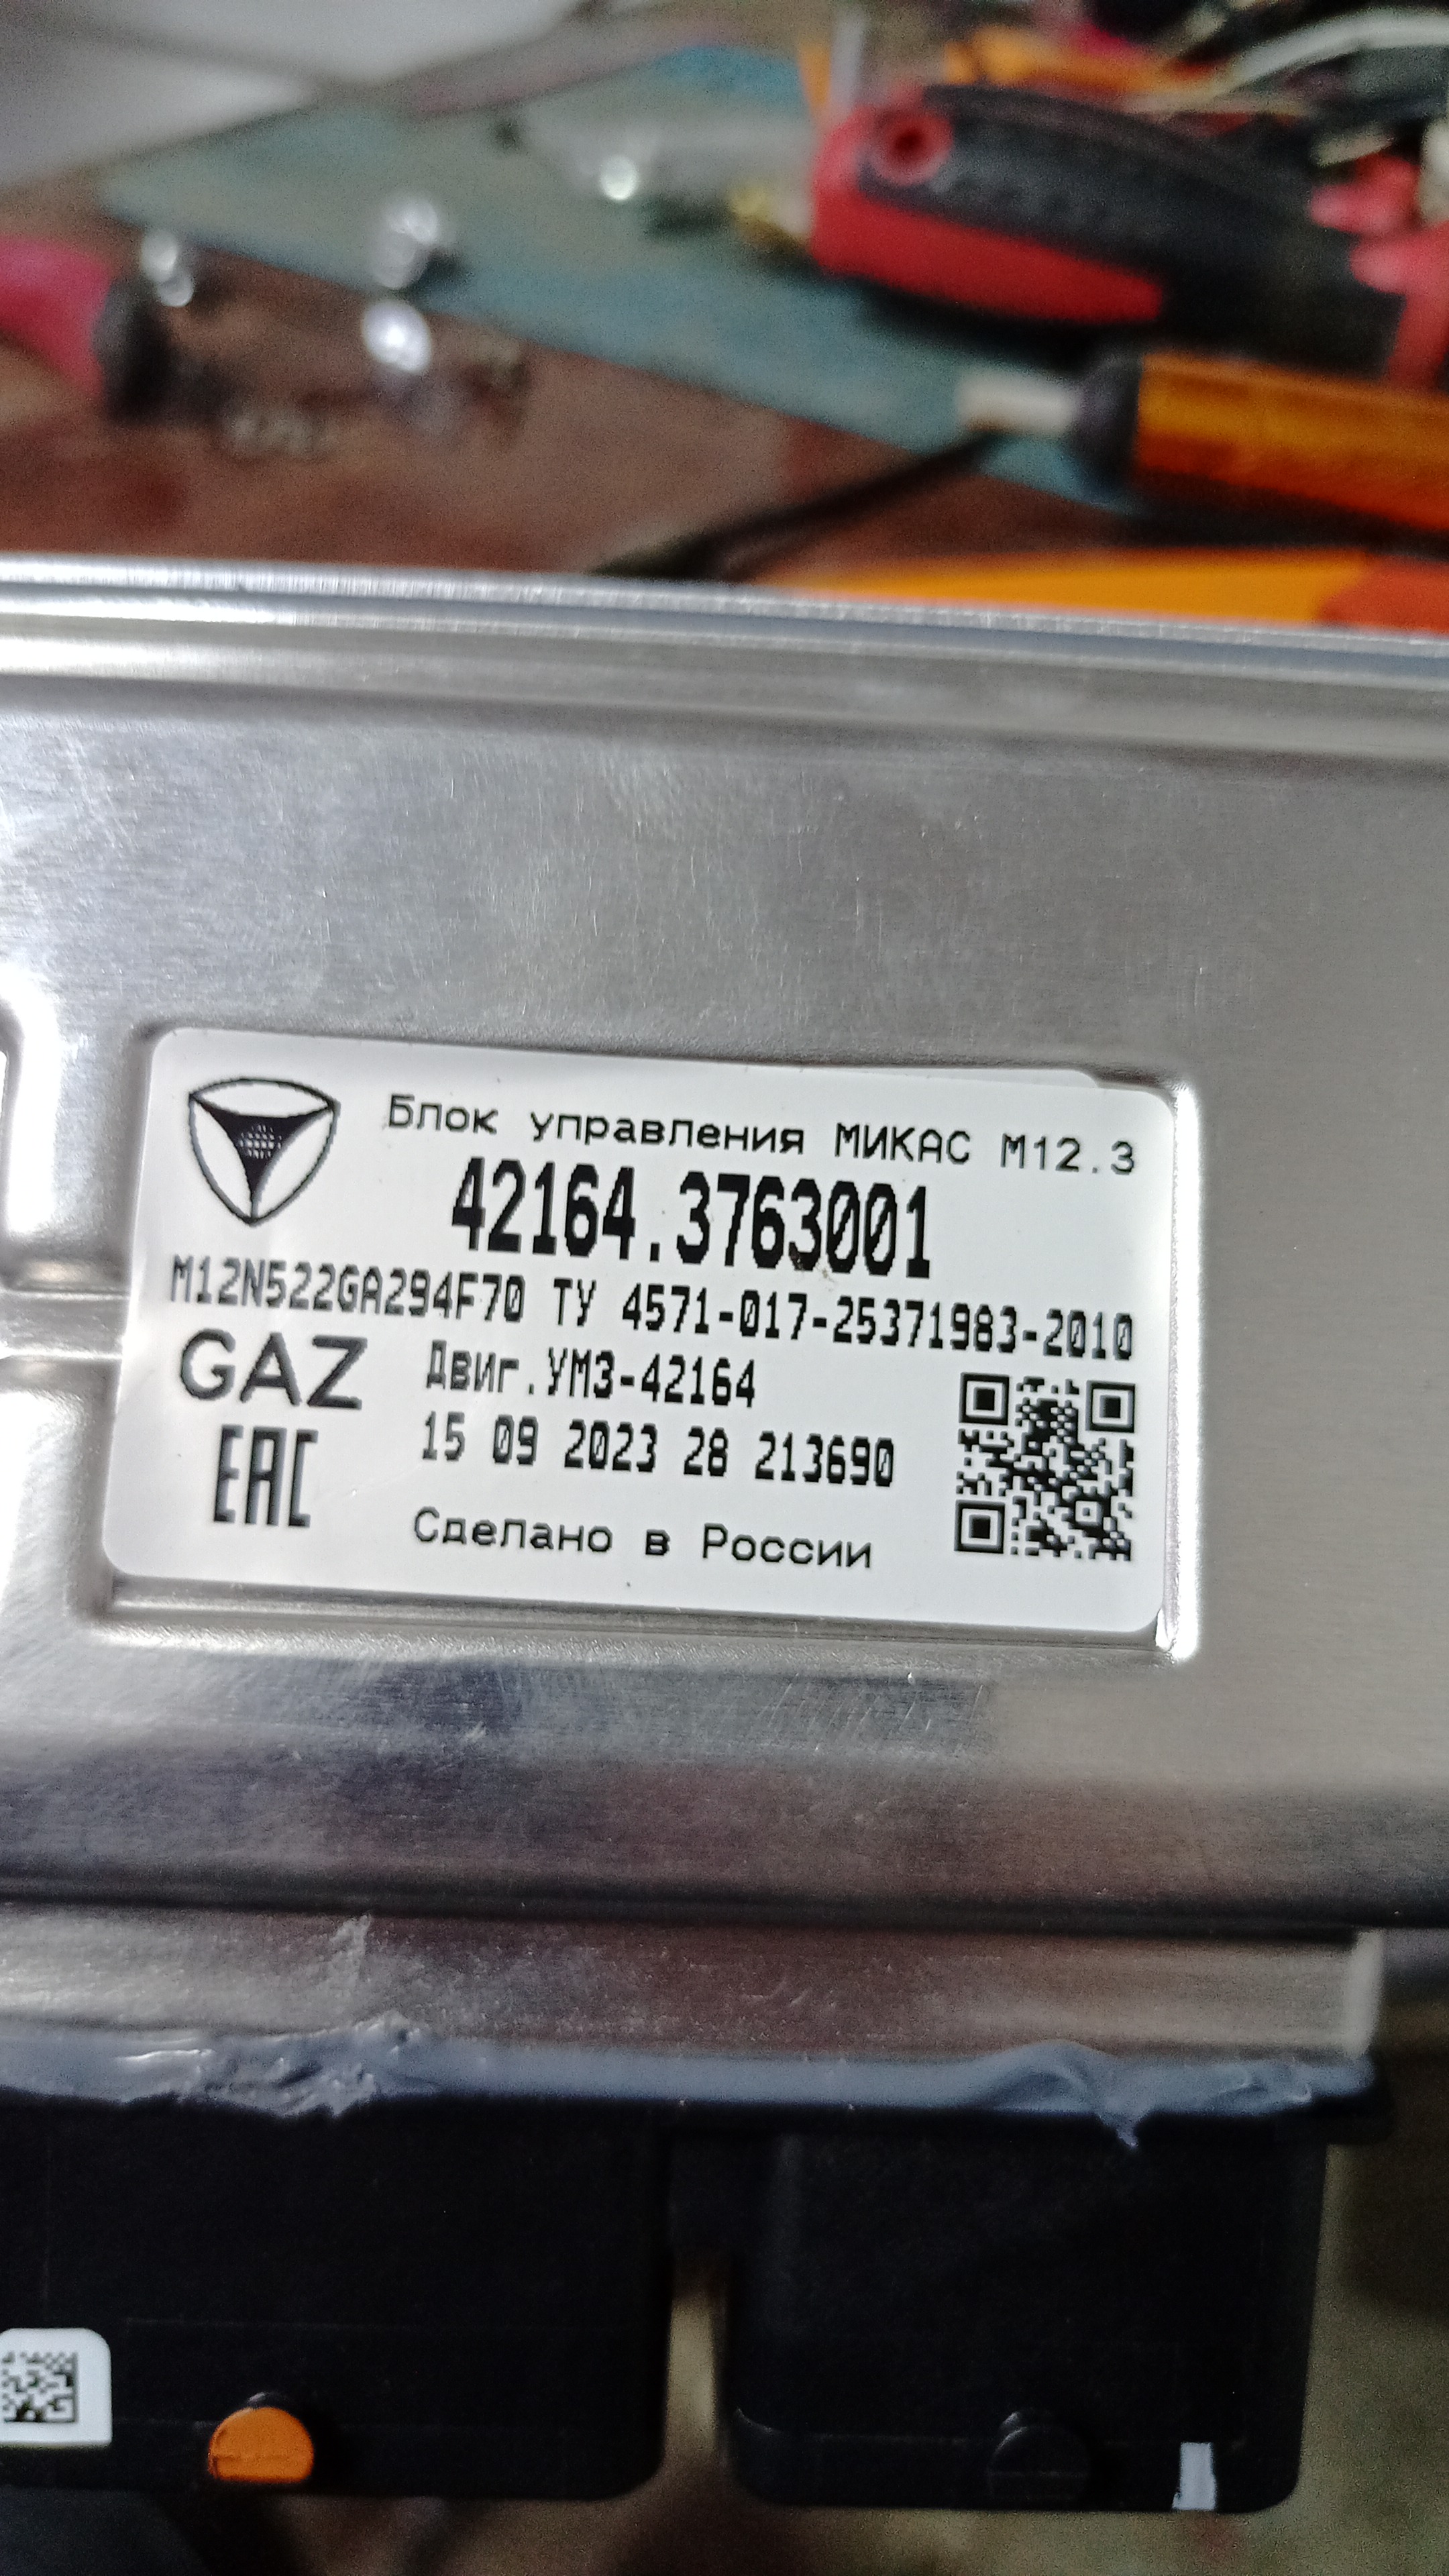 Блок управления МИКАС М12.3
42164.3763001
M12N522GA294F70 ТУ 4571-017-25371983-2010
GAZ
Двиг.УМЗ-42164
EAC
15 09 2023 28 213690
Сделано в России